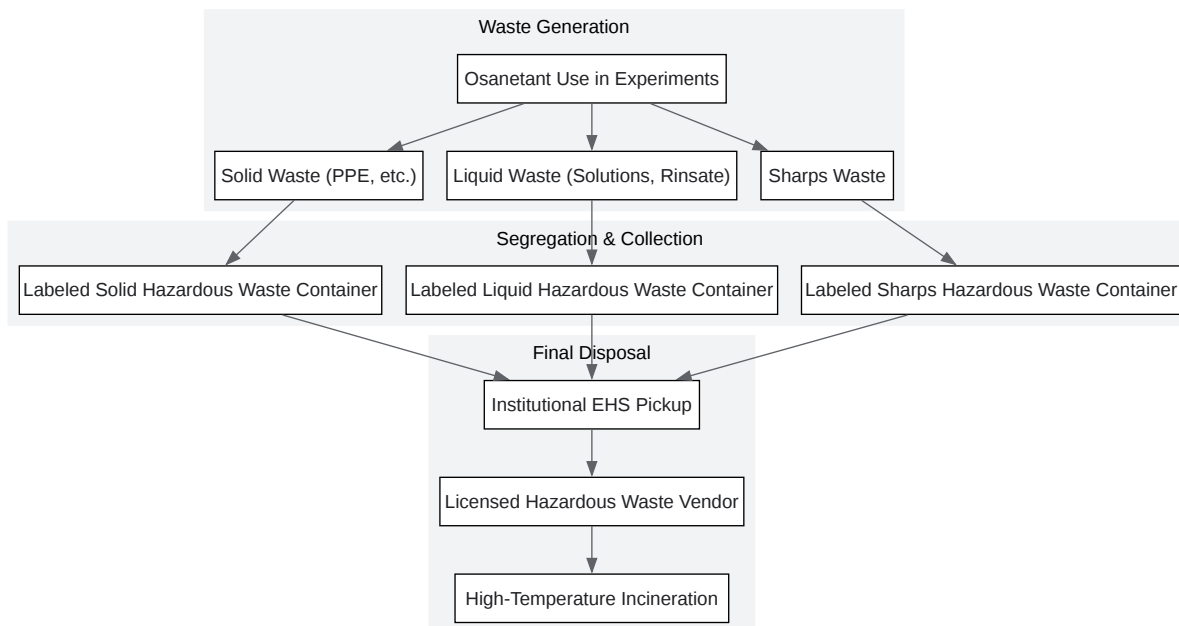 Waste Generation
Osanetant Use in Experiments
Solid Waste (PPE, etc.)
Liquid Waste (Solutions, Rinsate)
Sharps Waste
Segregation & Collection
Labeled Solid Hazardous Waste Container
Labeled Liquid Hazardous Waste Container
Labeled Sharps Hazardous Waste Container
Final Disposal
Institutional EHS Pickup
Licensed Hazardous Waste Vendor
High-Temperature Incineration